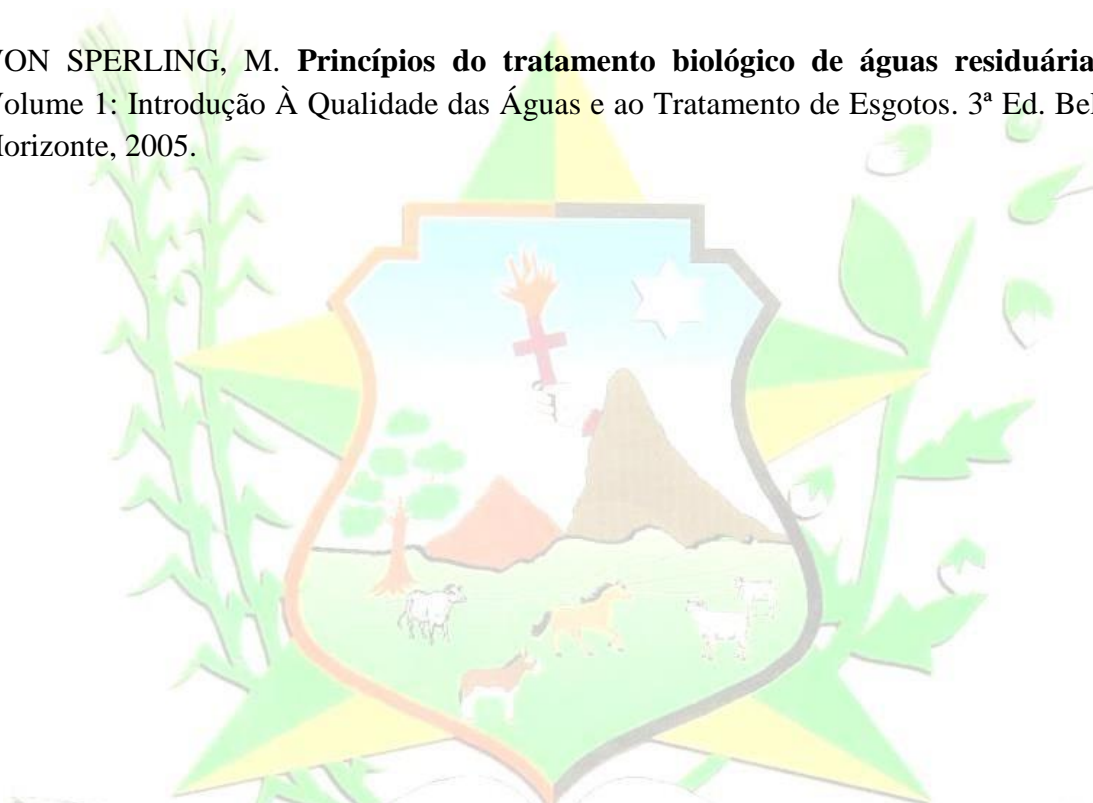 VON SPERLING, M. Princípios do tratamento biológico de águas residuária
Volume 1: Introdução À Qualidade das Águas e ao Tratamento de Esgotos. 3ª Ed. Bel
Horizonte, 2005.